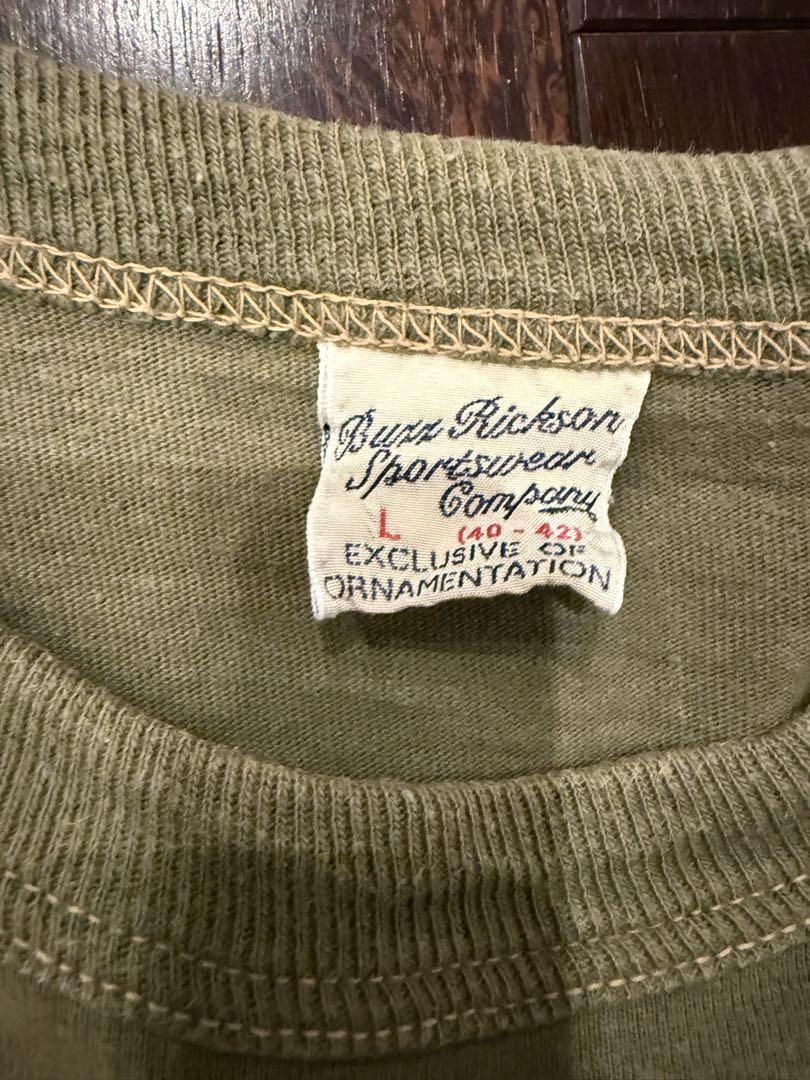 Buzz Rickson
Sportswear
Company
L (40 - 42)
EXCLUSIVE OF
ORNAMENTATION